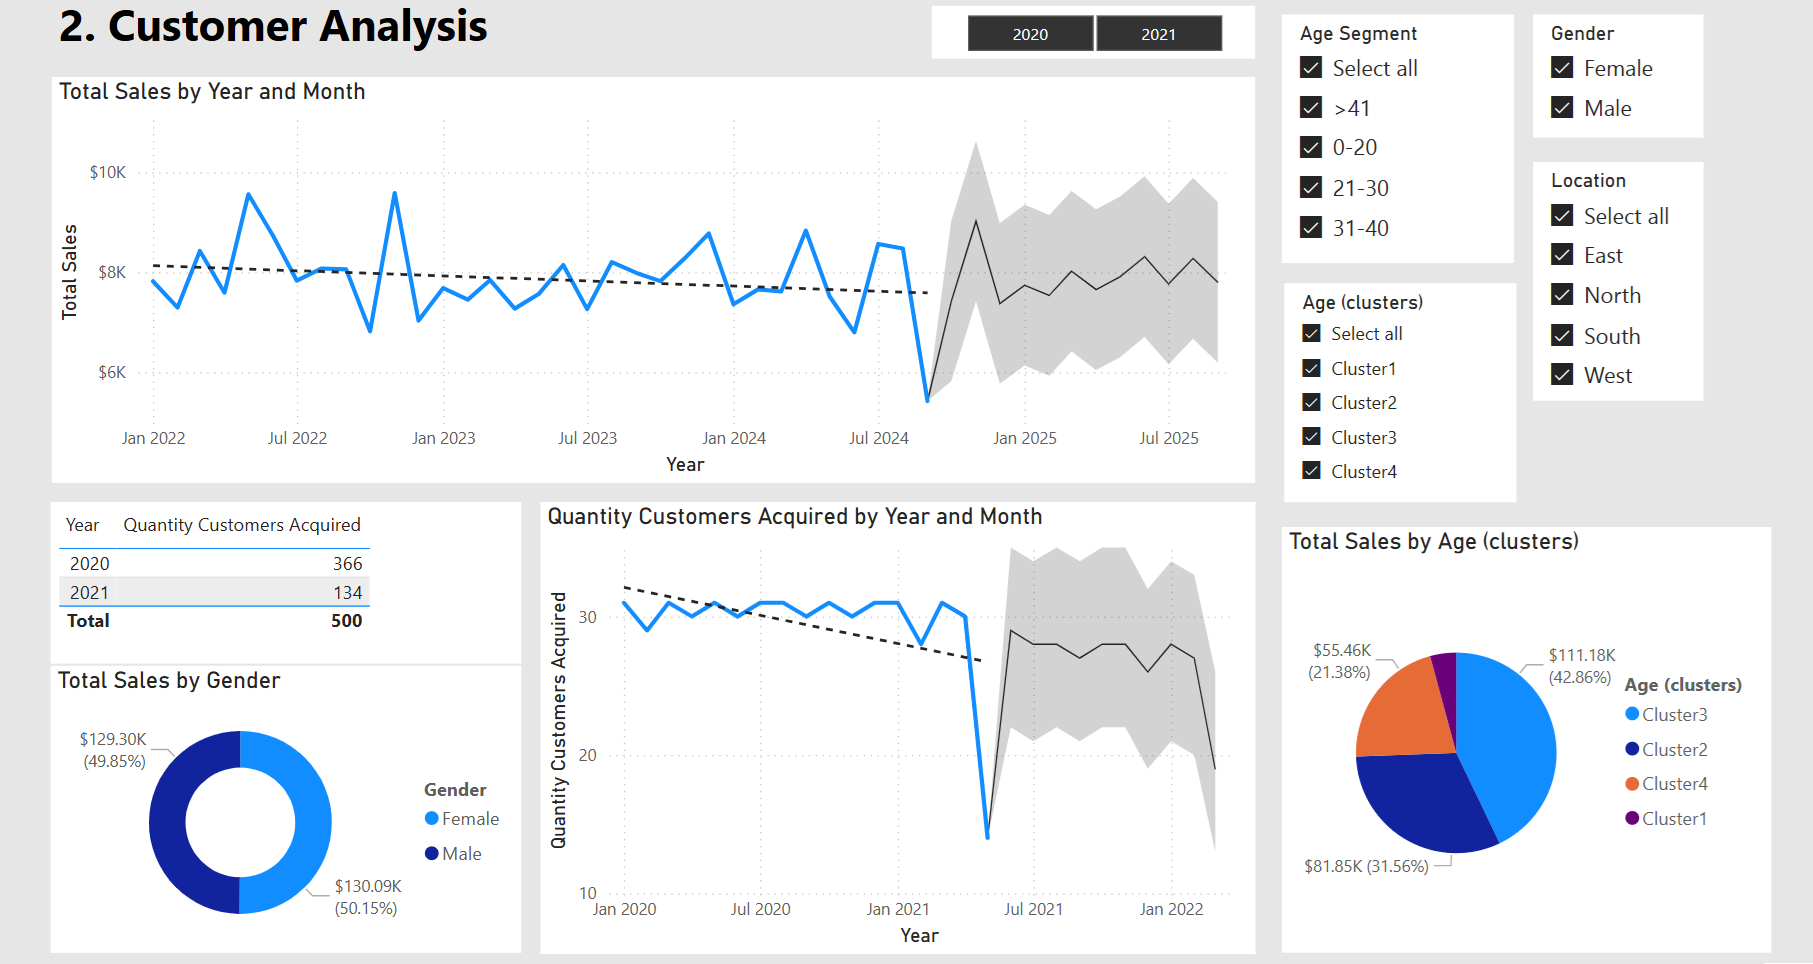 2. Customer Analysis
2020
2021
Total Sales by Year and Month
Total Sales
$10K
$8K
$6K
Jan 2022
Jul 2022
Jan 2023
Jul 2023
Jan 2024
Jul 2024
Jan 2025
Jul 2025
Year
Age Segment
Select all
>41
0-20
21-30
31-40
Gender
Female
Male
Location
Select all
East
North
South
West
Age (clusters)
Select all
Cluster1
Cluster2
Cluster3
Cluster4
Year Quantity Customers Acquired
2020 366
2021 134
Total 500
Total Sales by Gender
$129.30K
(49.85%)
$130.09K
(50.15%)
Gender
Female
Male
Quantity Customers Acquired by Year and Month
Quantity Customers Acquired
30
20
10
Jan 2020
Jul 2020
Jan 2021
Jul 2021
Jan 2022
Year
Total Sales by Age (clusters)
$55.46K
(21.38%)
$111.18K
(42.86%)
$81.85K (31.56%)
Age (clusters)
Cluster3
Cluster2
Cluster4
Cluster1